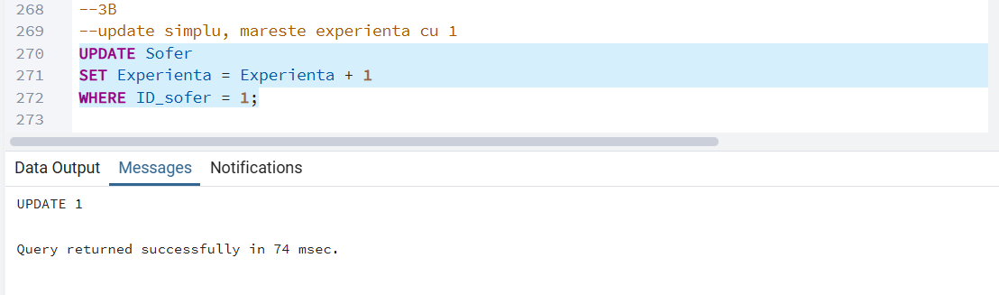 268 --3B
269 --update simplu, mareste experienta cu 1
270 UPDATE Sofer
271 SET Experienta = Experienta + 1
272 WHERE ID_sofer = 1;
273
Data Output Messages Notifications
UPDATE 1
Query returned successfully in 74 msec.